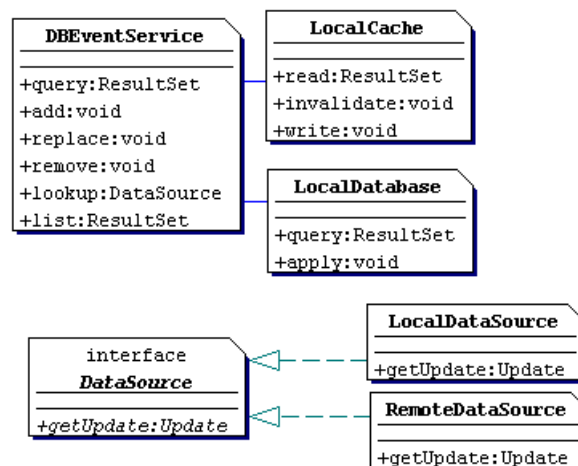 DBEventService
+query:ResultSet
+add:void
+replace:void
+remove:void
+lookup:DataSource
+list:ResultSet
LocalCache
+read:ResultSet
+invalidate:void
+write:void
LocalDatabase
+query:ResultSet
+apply:void
interface
DataSource
+getUpdate:Update
LocalDataSource
+getUpdate:Update
RemoteDataSource
+getUpdate:Update